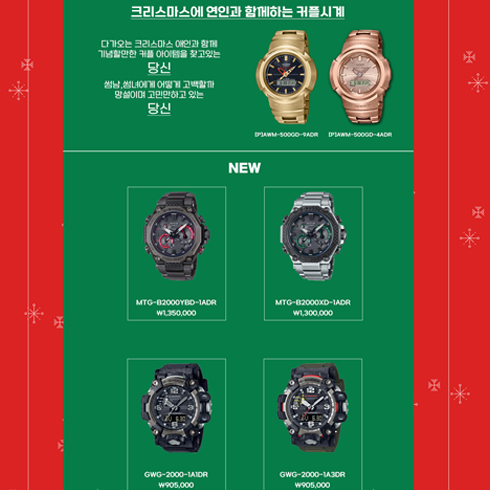 크리스마스에 연인과 함께하는 커플시계
다가오는 크리스마스 애인과 함께
기념할만한 커플 아이템을 찾고있는
당신
썸남,썸녀에게 어떻게 고백할까
망설이며 고민만하고 있는
당신
[P]AWM-500GD-9ADR
[P]AWM-500GD-4ADR
NEW
MTG-B2000YBD-1ADR
₩1,350,000
MTG-B2000XD-1ADR
₩1,300,000
GWG-2000-1A1DR
₩905,000
GWG-2000-1A3DR
₩905,000